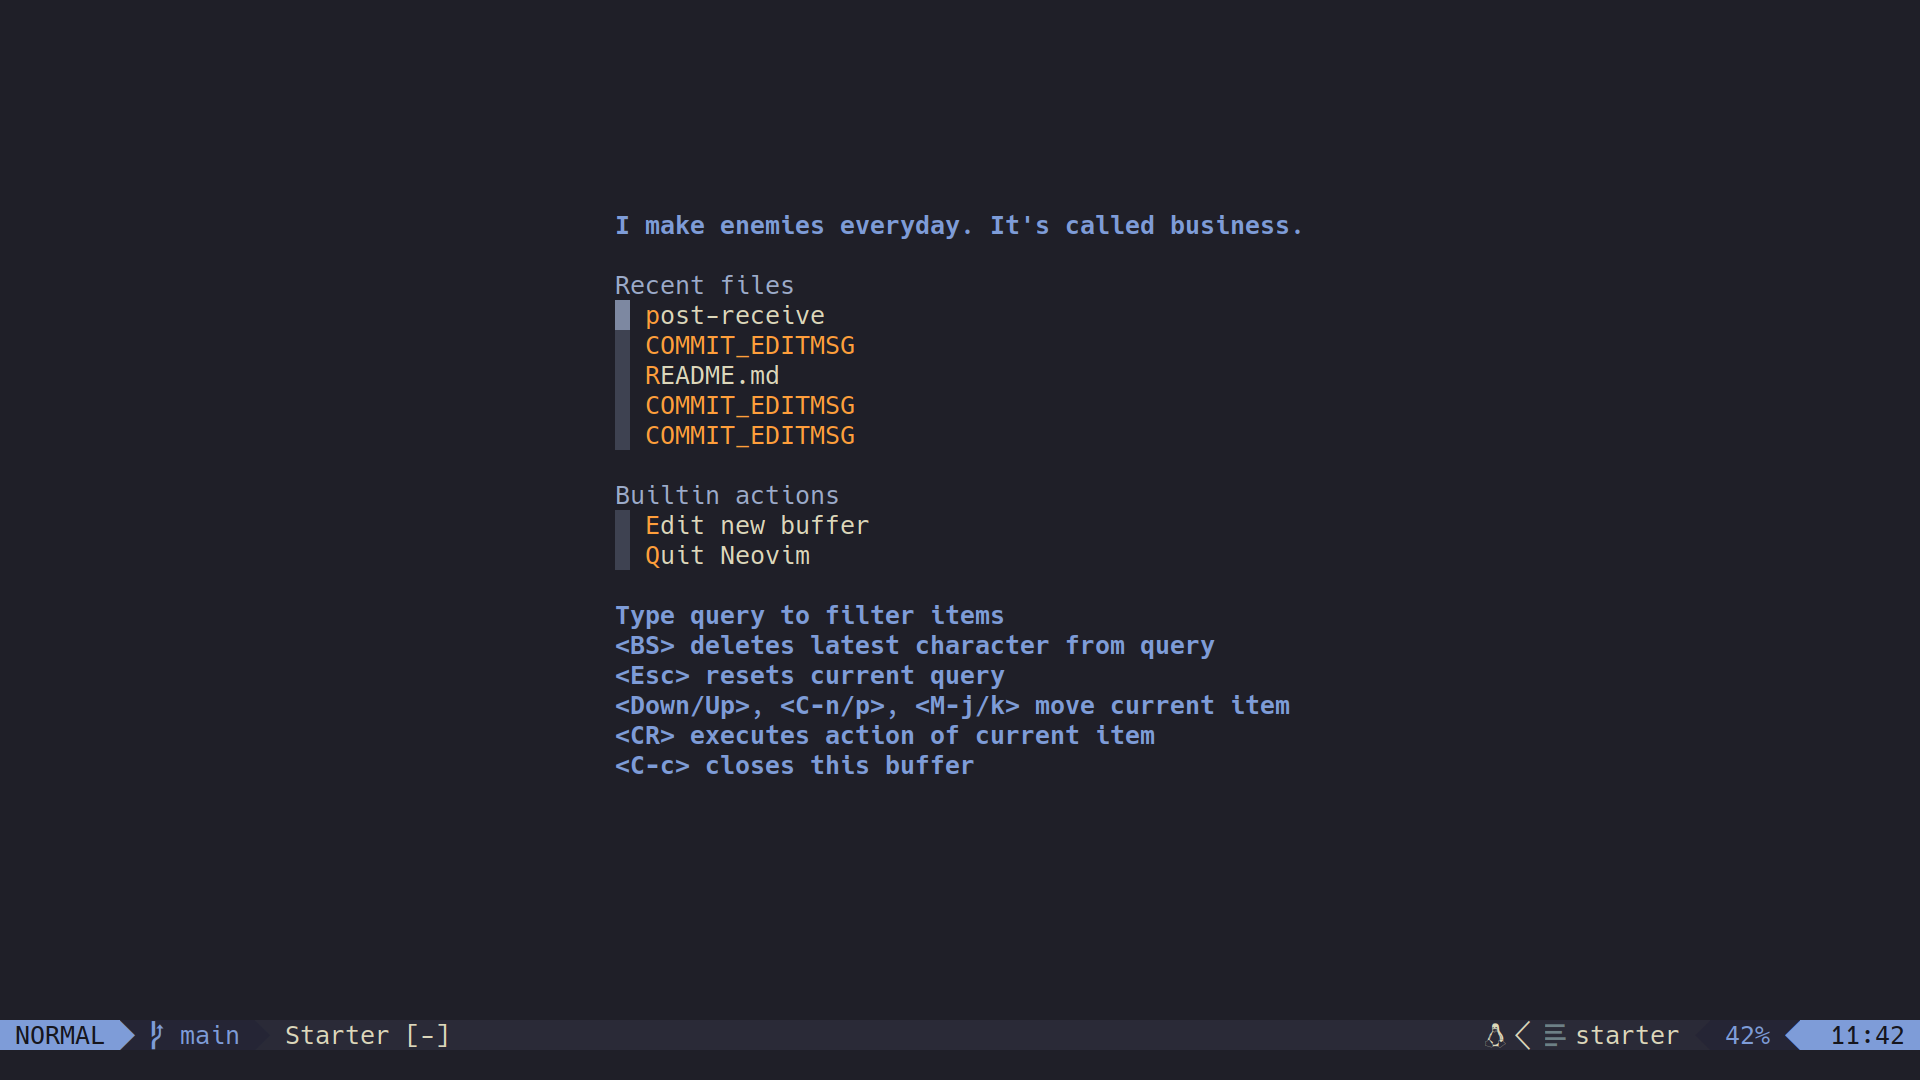 I make enemies everyday. It's called business.
Recent files
post-receive
COMMIT_EDITMSG
README.md
COMMIT_EDITMSG
COMMIT_EDITMSG
Builtin actions
Edit new buffer
Quit Neovim
Type query to filter items
<BS> deletes latest character from query
<Esc> resets current query
<Down/Up>, <C-n/p>, <M-j/k> move current item
<CR> executes action of current item
<C-c> closes this buffer
NORMAL main Starter [-] starter 42% 11:42